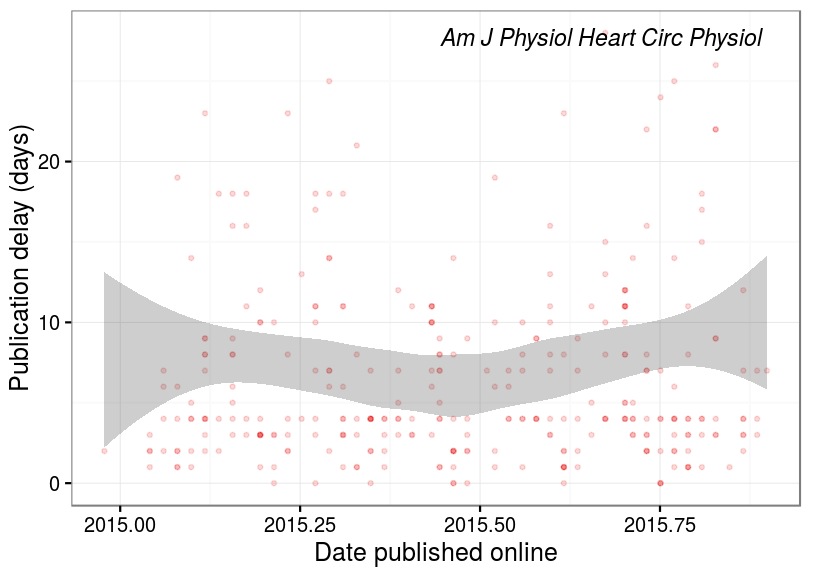 Am J Physiol Heart Circ Physiol
Publication delay (days)
20
10
0
2015.00 2015.25 2015.50 2015.75
Date published online